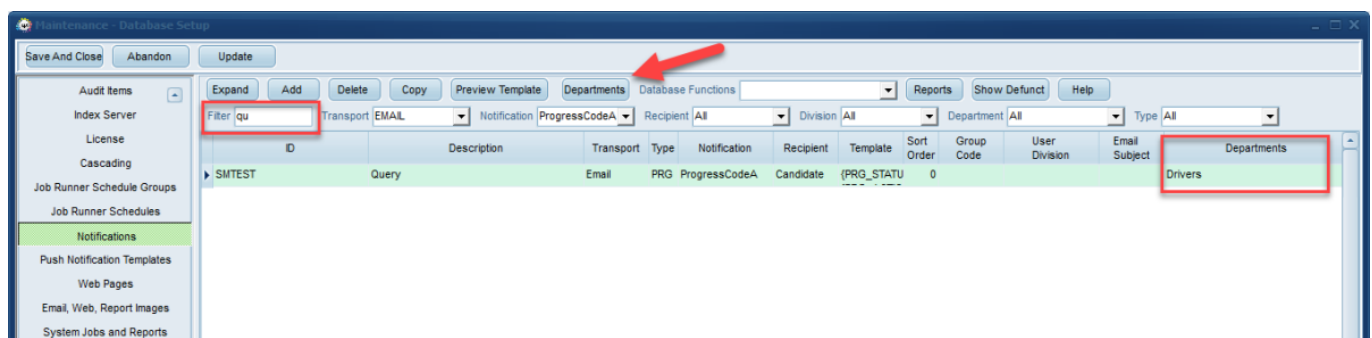 Maintenance - Database Setup
Save And Close Abandon Update
Audit Items
Index Server
License
Cascading
Job Runner Schedule Groups
Job Runner Schedules
Notifications
Push Notification Templates
Web Pages
Email, Web, Report Images
System Jobs and Reports
Expand Add Delete Copy Preview Template Departments Database Functions Reports Show Defunct Help
Filter qu Transport EMAIL Notification ProgressCodeA Recipient All Division All Department All Type All
ID Description Transport Type Notification Recipient Template Sort Order Group Code User Division Email Subject Departments
SMTEST Query Email PRG ProgressCodeA Candidate {PRG_STATU 0 Drivers